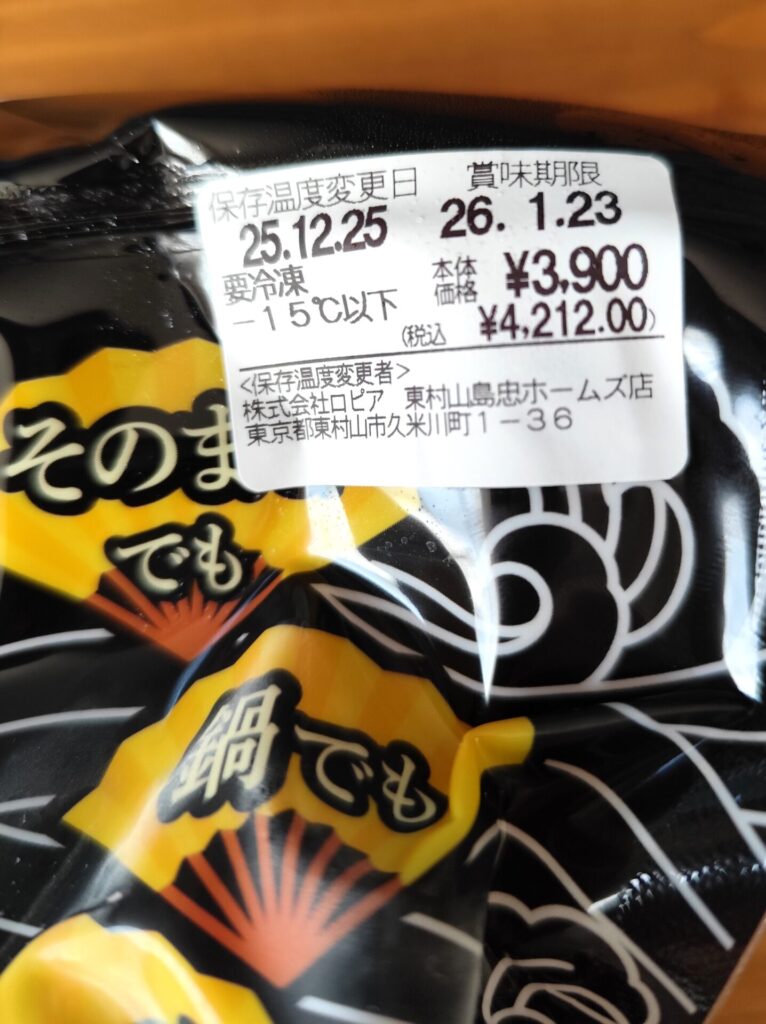 保存温度変更日 賞味期限
25.12.25 26. 1.23
要冷凍 本体価格 ¥3,900
－１５℃以下 (税込 ¥4,212.00)
<保存温度変更者>
株式会社ロピア 東村山島忠ホームズ店
東京都東村山市久米川町１－３６
そのま
でも
鍋でも